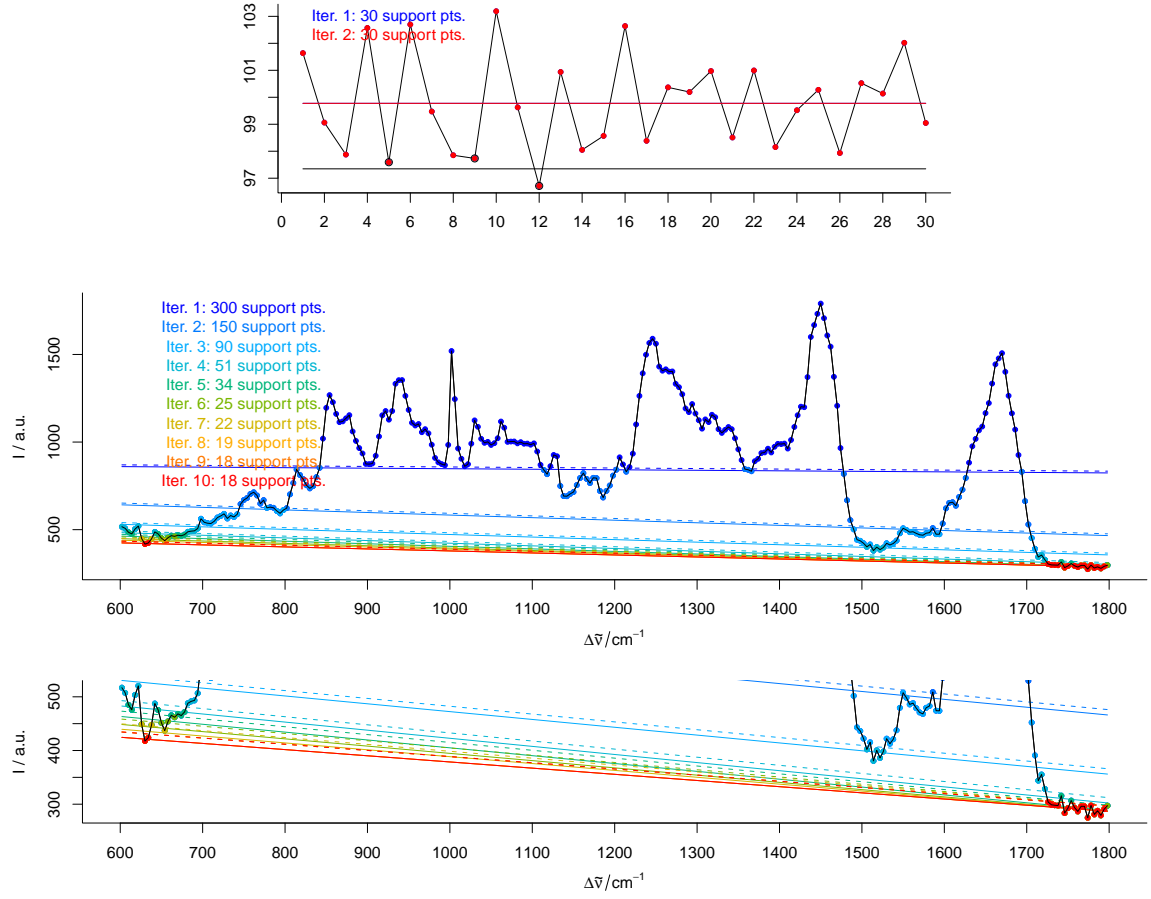 103
101
99
97
Iter. 1: 30 support pts.
Iter. 2: 30 support pts.
0 2 4 6 8 10 12 14 16 18 20 22 24 26 28 30
I / a.u.
1500
1000
500
Iter. 1: 300 support pts.
Iter. 2: 150 support pts.
Iter. 3: 90 support pts.
Iter. 4: 51 support pts.
Iter. 5: 34 support pts.
Iter. 6: 25 support pts.
Iter. 7: 22 support pts.
Iter. 8: 19 support pts.
Iter. 9: 18 support pts.
Iter. 10: 18 support pts.
600 700 800 900 1000 1100 1200 1300 1400 1500 1600 1700 1800
Δν̃/cm⁻¹
I / a.u.
500
400
300
600 700 800 900 1000 1100 1200 1300 1400 1500 1600 1700 1800
Δν̃/cm⁻¹